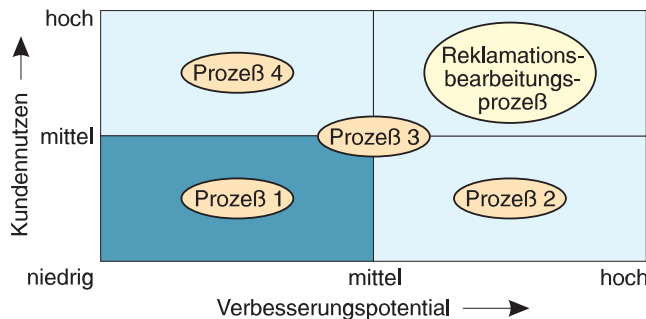 hoch
Prozeß 4
Reklamations-
bearbeitungs-
prozeß
Kundennutzen
mittel
Prozeß 3
Prozeß 1
Prozeß 2
niedrig
mittel
hoch
Verbesserungspotential